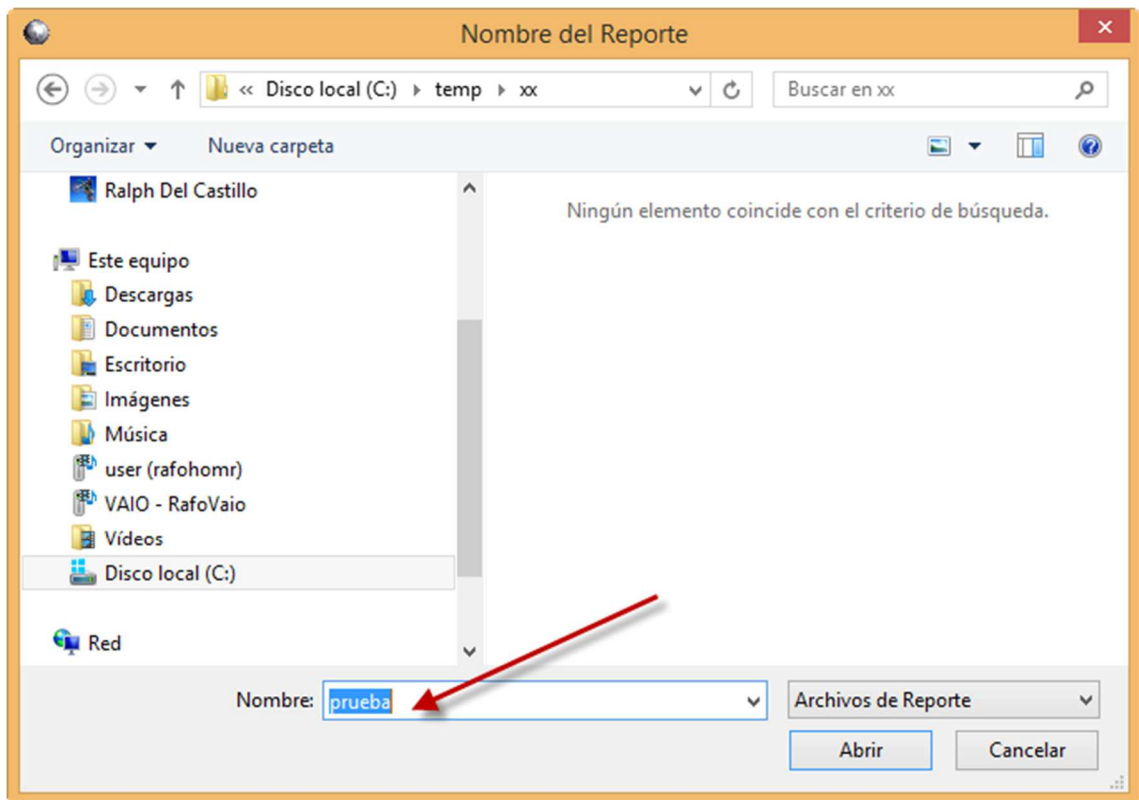 Nombre del Reporte
« Disco local (C:) ▸ temp ▸ xx
Buscar en xx
Organizar
Nueva carpeta
Ralph Del Castillo
Ningún elemento coincide con el criterio de búsqueda.
Este equipo
Descargas
Documentos
Escritorio
Imágenes
Música
user (rafohomr)
VAIO - RafoVaio
Vídeos
Disco local (C:)
Red
Nombre: prueba
Archivos de Reporte
Abrir
Cancelar